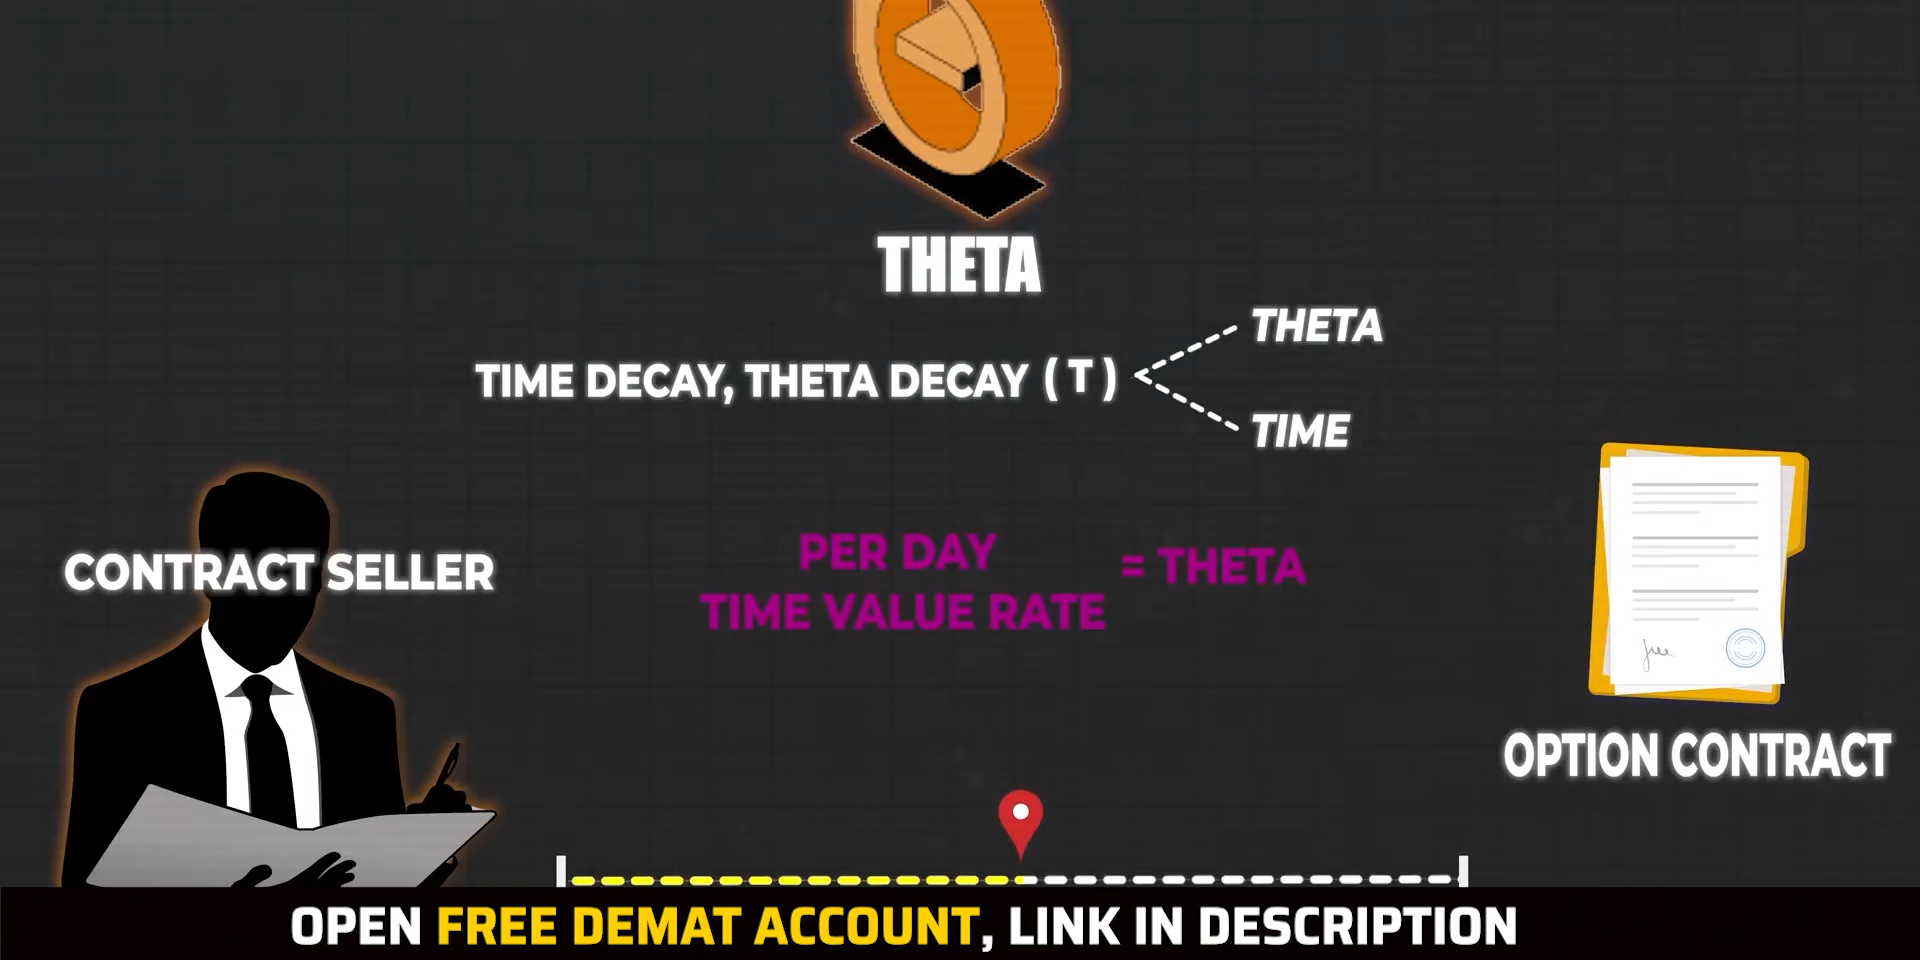 THETA
THETA
TIME DECAY, THETA DECAY ( T )
TIME
CONTRACT SELLER
PER DAY
TIME VALUE RATE
= THETA
OPTION CONTRACT
OPEN FREE DEMAT ACCOUNT, LINK IN DESCRIPTION